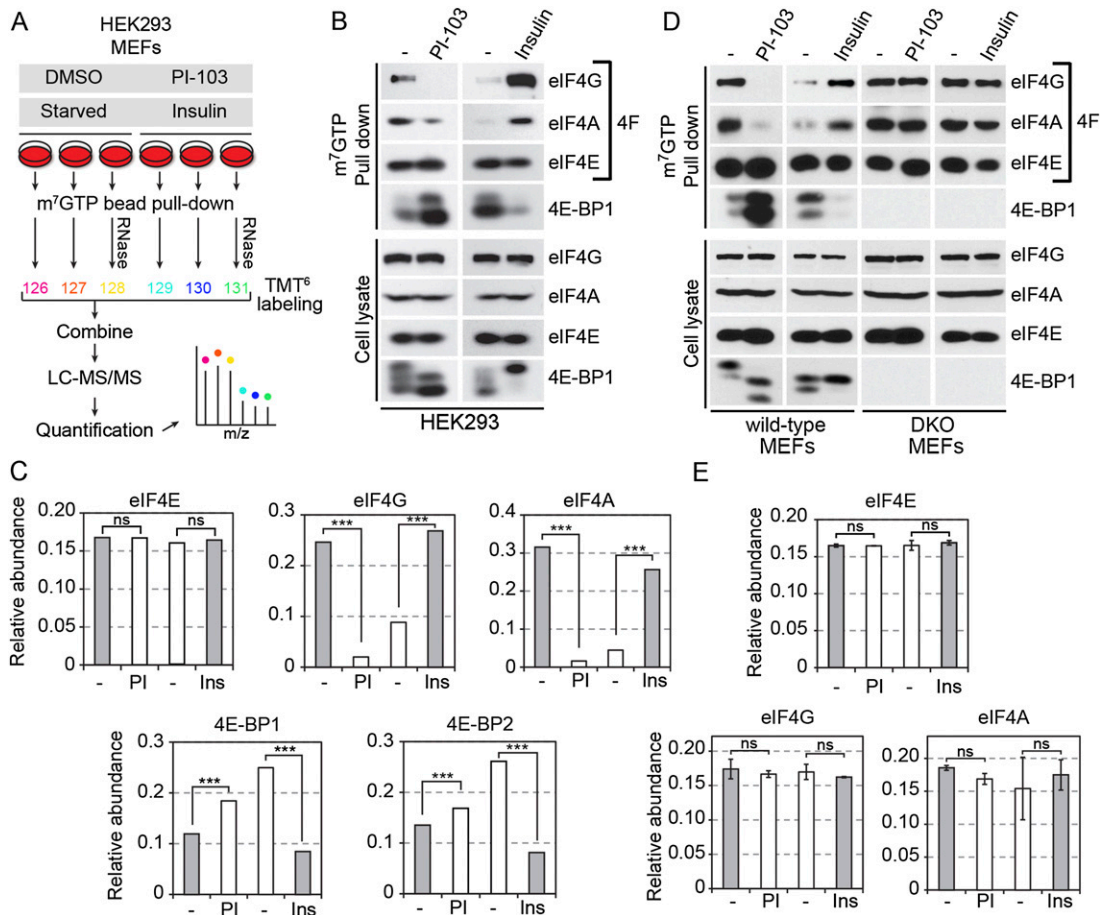 A
HEK293
MEFs
DMSO PI-103
Starved Insulin
m⁷GTP bead pull-down
RNase RNase
126 127 128 129 130 131 TMT⁶
labeling
Combine
LC-MS/MS
Quantification
m/z
B
- PI-103 - Insulin
m⁷GTP
Pull down
eIF4G
eIF4A
eIF4E
4F
4E-BP1
Cell lysate
eIF4G
eIF4A
eIF4E
4E-BP1
HEK293
D
- PI-103 - Insulin - PI-103 - Insulin
m⁷GTP
Pull down
eIF4G
eIF4A
eIF4E
4F
4E-BP1
Cell lysate
eIF4G
eIF4A
eIF4E
4E-BP1
wild-type
MEFs
DKO
MEFs
C
eIF4E
Relative abundance
0.20
0.15
0.10
0.05
0
ns ns
- PI - Ins
eIF4G
0.3
0.2
0.1
0
*** ***
- PI - Ins
eIF4A
0.4
0.3
0.2
0.1
0
*** ***
- PI - Ins
4E-BP1
Relative abundance
0.3
0.2
0.1
0
*** ***
- PI - Ins
4E-BP2
0.3
0.2
0.1
0
*** ***
- PI - Ins
E
eIF4E
Relative abundance
0.20
0.15
0.10
0.05
0
ns ns
- PI - Ins
eIF4G
Relative abundance
0.20
0.15
0.10
0.05
0
ns ns
- PI - Ins
eIF4A
0.20
0.15
0.10
0.05
0
ns ns
- PI - Ins